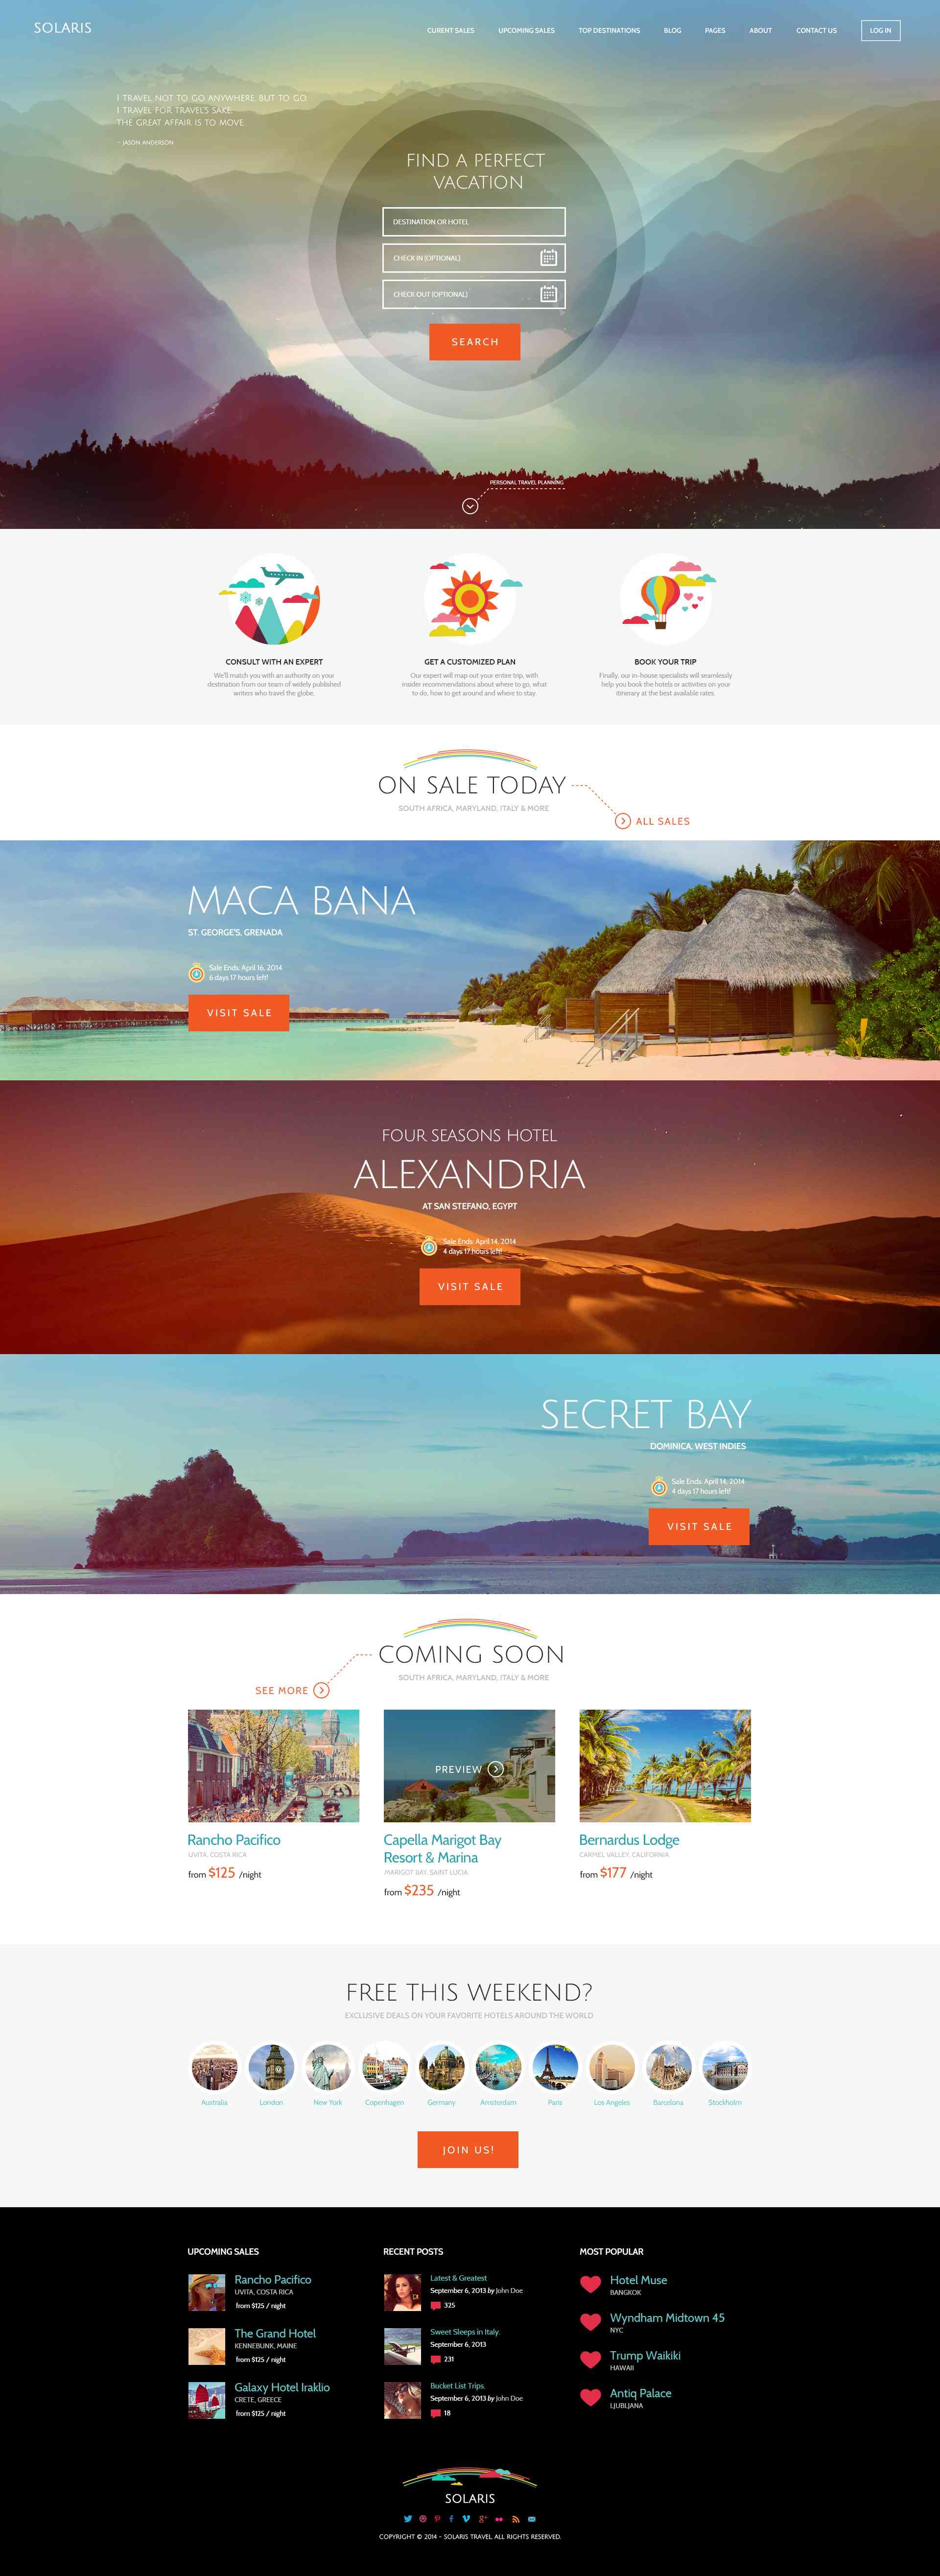 SOLARIS
CURENT SALES
UPCOMING SALES
TOP DESTINATIONS
BLOG
PAGES
ABOUT
CONTACT US
LOG IN
I TRAVEL NOT TO GO ANYWHERE, BUT TO GO.
I TRAVEL FOR TRAVEL'S SAKE.
THE GREAT AFFAIR IS TO MOVE.
- JASON ANDERSON
FIND A PERFECT
VACATION
DESTINATION OR HOTEL
CHECK IN (OPTIONAL)
CHECK OUT (OPTIONAL)
SEARCH
PERSONAL TRAVEL PLANNING
CONSULT WITH AN EXPERT
We'll match you with an authority on your
destination from our team of widely published
writers who travel the globe.
GET A CUSTOMIZED PLAN
Our expert will map out your entire trip, with
insider recommendations about where to go, what
to do, how to get around and where to stay.
BOOK YOUR TRIP
Finally, our in-house specialists will seamlessly
help you book the hotels or activities on your
itinerary at the best available rates.
ON SALE TODAY
SOUTH AFRICA, MARYLAND, ITALY & MORE
ALL SALES
MACA BANA
ST. GEORGE'S, GRENADA
Sale Ends: April 16, 2014
6 days 17 hours left!
VISIT SALE
FOUR SEASONS HOTEL
ALEXANDRIA
AT SAN STEFANO, EGYPT
Sale Ends: April 14, 2014
4 days 17 hours left!
VISIT SALE
SECRET BAY
DOMINICA, WEST INDIES
Sale Ends: April 14, 2014
4 days 17 hours left!
VISIT SALE
COMING SOON
SOUTH AFRICA, MARYLAND, ITALY & MORE
SEE MORE
PREVIEW
Rancho Pacifico
UVITA, COSTA RICA
from $125 /night
Capella Marigot Bay
Resort & Marina
MARIGOT BAY, SAINT LUCIA
from $235 /night
Bernardus Lodge
CARMEL VALLEY, CALIFORNIA
from $177 /night
FREE THIS WEEKEND?
EXCLUSIVE DEALS ON YOUR FAVORITE HOTELS AROUND THE WORLD
Australia
London
New York
Copenhagen
Germany
Amsterdam
Paris
Los Angeles
Barcelona
Stockholm
JOIN US!
UPCOMING SALES
Rancho Pacifico
UVITA, COSTA RICA
from $125 / night
The Grand Hotel
KENNEBUNK, MAINE
from $125 / night
Galaxy Hotel Iraklio
CRETE, GREECE
from $125 / night
RECENT POSTS
Latest & Greatest
September 6, 2013 by John Doe
325
Sweet Sleeps in Italy.
September 6, 2013
231
Bucket List Trips.
September 6, 2013 by John Doe
18
MOST POPULAR
Hotel Muse
BANGKOK
Wyndham Midtown 45
NYC
Trump Waikiki
HAWAII
Antiq Palace
LJUBLJANA
SOLARIS
COPYRIGHT © 2014 - SOLARIS TRAVEL. ALL RIGHTS RESERVED.